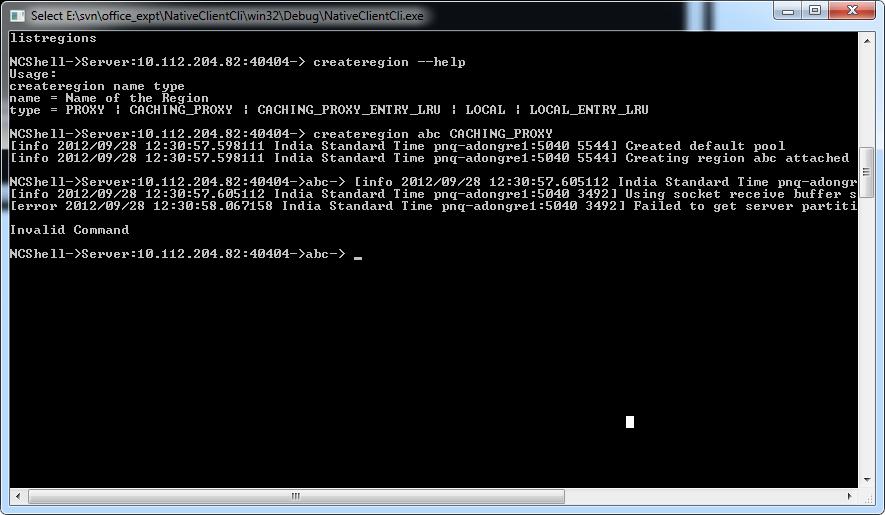 Select E:\svn\office_expt\NativeClientCli\win32\Debug\NativeClientCli.exe
listregions
NCShell->Server:10.112.204.82:40404-> createregion --help
Usage:
createregion name type
name = Name of the Region
type = PROXY | CACHING_PROXY | CACHING_PROXY_ENTRY_LRU | LOCAL | LOCAL_ENTRY_LRU
NCShell->Server:10.112.204.82:40404-> createregion abc CACHING_PROXY
[info 2012/09/28 12:30:57.598111 India Standard Time pnq-adongre1:5040 5544] Created default pool
[info 2012/09/28 12:30:57.598111 India Standard Time pnq-adongre1:5040 5544] Creating region abc attached
NCShell->Server:10.112.204.82:40404->abc-> [info 2012/09/28 12:30:57.605112 India Standard Time pnq-adongr
[info 2012/09/28 12:30:57.605112 India Standard Time pnq-adongre1:5040 3492] Using socket receive buffer s
[error 2012/09/28 12:30:58.067158 India Standard Time pnq-adongre1:5040 3492] Failed to get server partiti
Invalid Command
NCShell->Server:10.112.204.82:40404->abc-> _